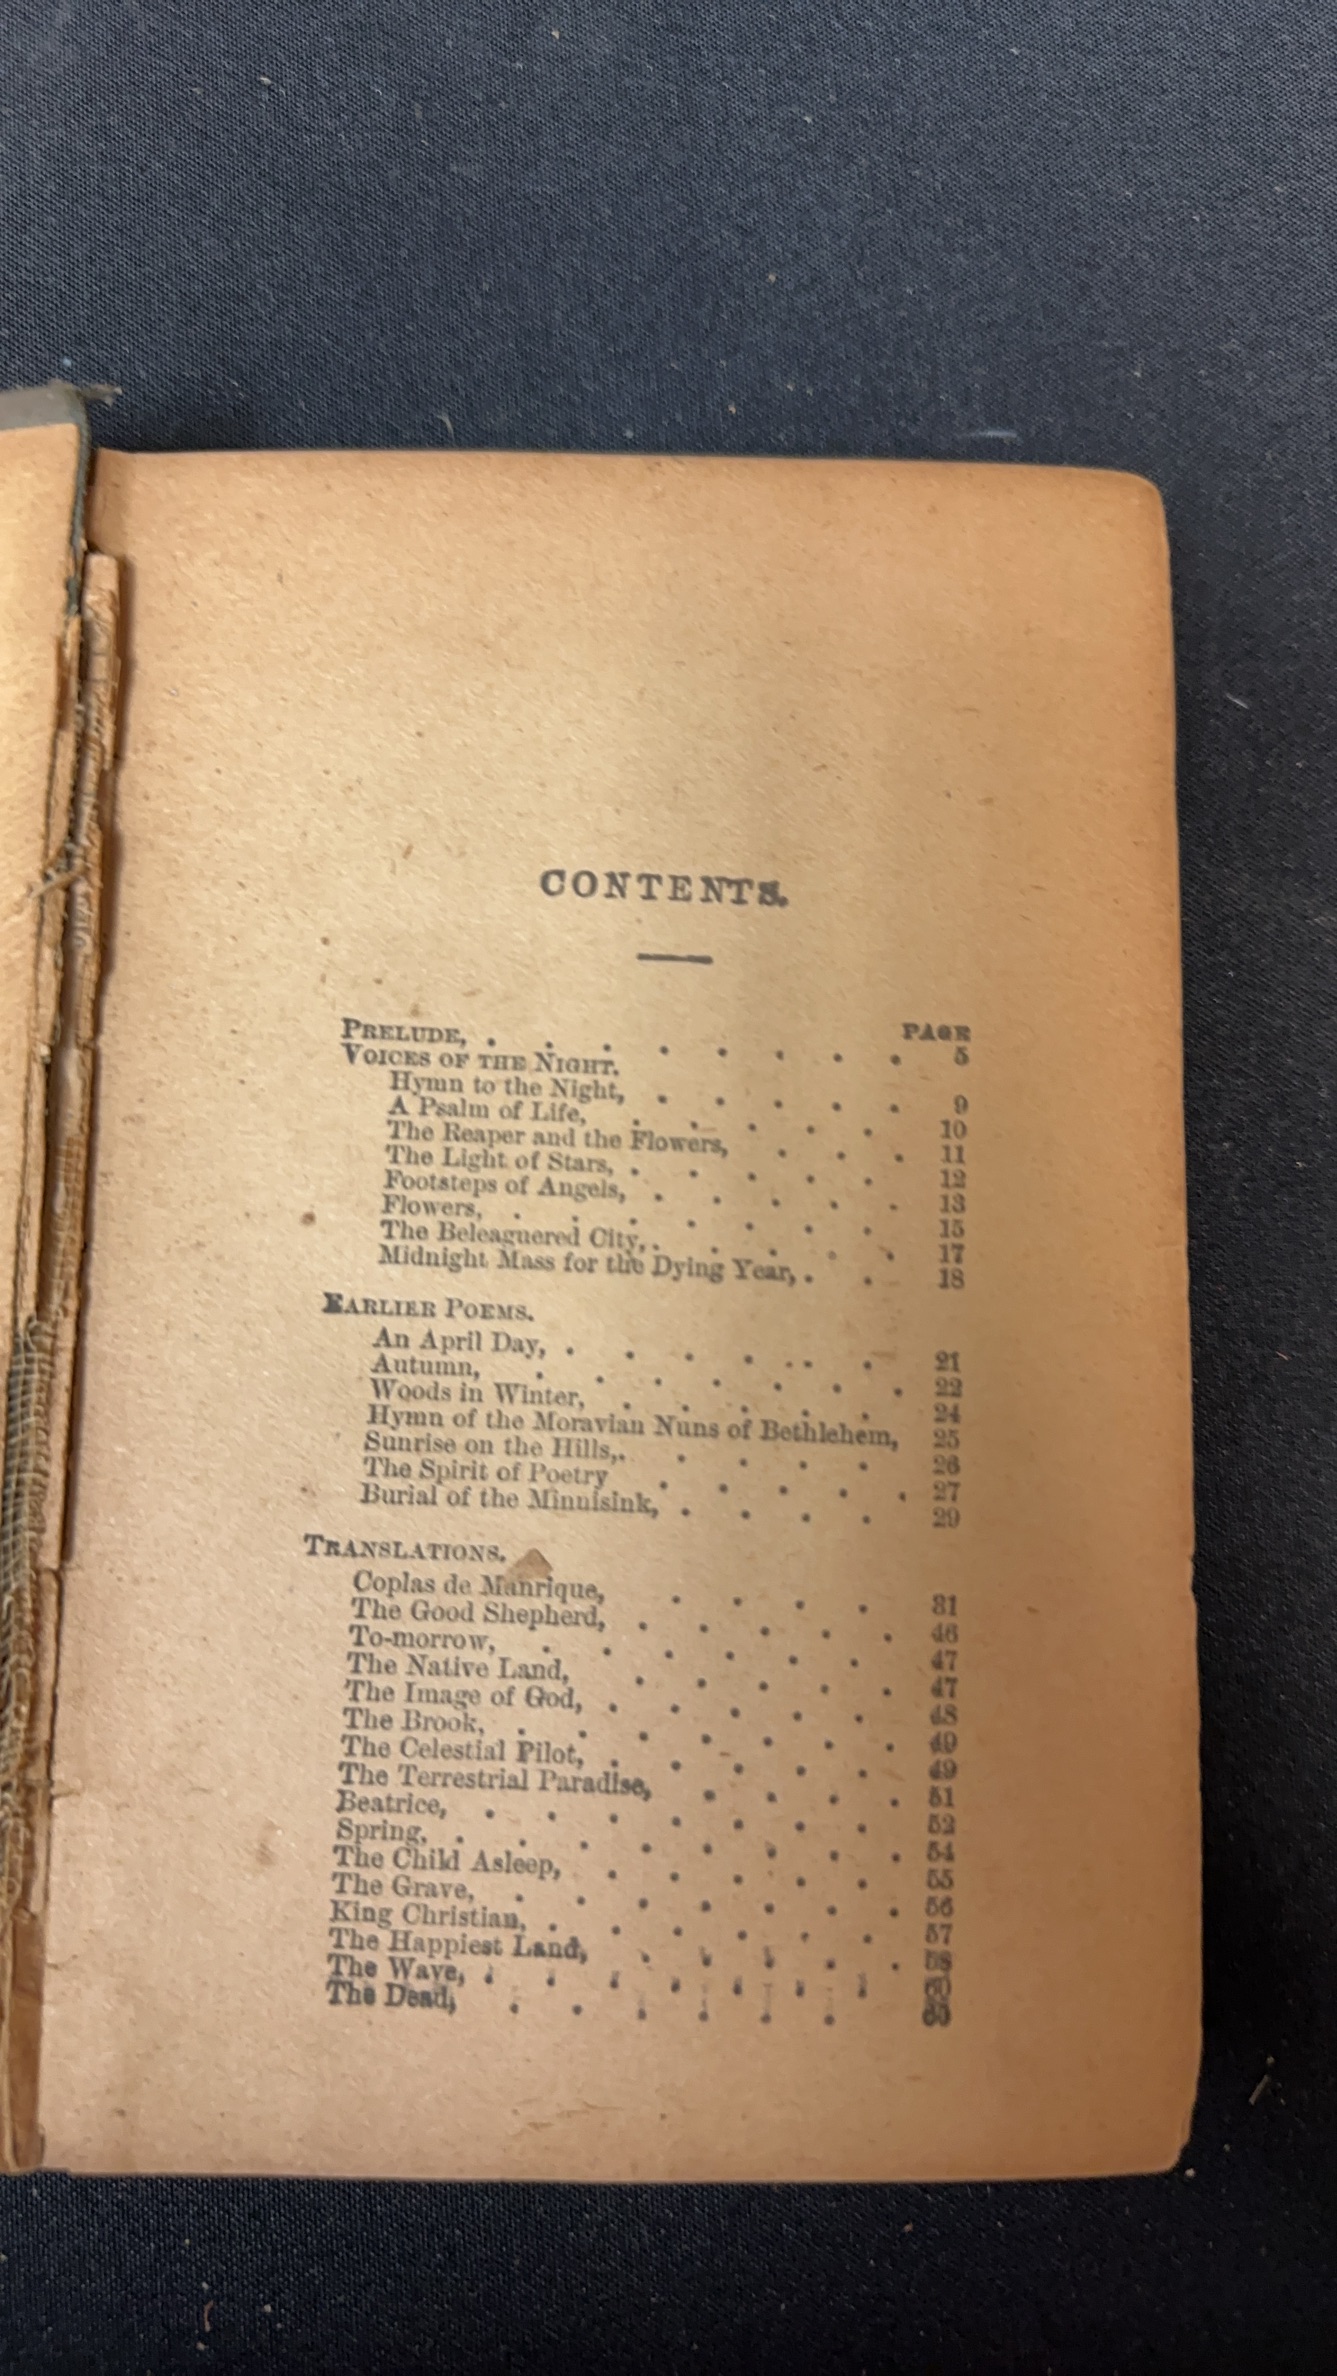 CONTENTS.
PAGE
PRELUDE, . . . . . . . . 5
VOICES OF THE NIGHT.
Hymn to the Night, . . . . . 9
A Psalm of Life, . . . . . 10
The Reaper and the Flowers, . . . 11
The Light of Stars, . . . . . 12
Footsteps of Angels, . . . . . 13
Flowers, . . . . . . . 15
The Beleaguered City, . . . . . 17
Midnight Mass for the Dying Year, . . 18
EARLIER POEMS.
An April Day, . . . . . . 21
Autumn, . . . . . . . 22
Woods in Winter, . . . . . 24
Hymn of the Moravian Nuns of Bethlehem, 25
Sunrise on the Hills, . . . . . 26
The Spirit of Poetry . . . . . 27
Burial of the Minnisink, . . . . 29
TRANSLATIONS.
Coplas de Manrique, . . . . 31
The Good Shepherd, . . . . . 46
To-morrow, . . . . . . 47
The Native Land, . . . . . 47
The Image of God, . . . . . 48
The Brook, . . . . . . . 49
The Celestial Pilot, . . . . . 49
The Terrestrial Paradise, . . . . 51
Beatrice, . . . . . . . 52
Spring, . . . . . . . . 54
The Child Asleep, . . . . . 55
The Grave, . . . . . . . 56
King Christian, . . . . . . 57
The Happiest Land, . . . . . 58
The Wave, . . . . . . .
The Dead, . . . . . .